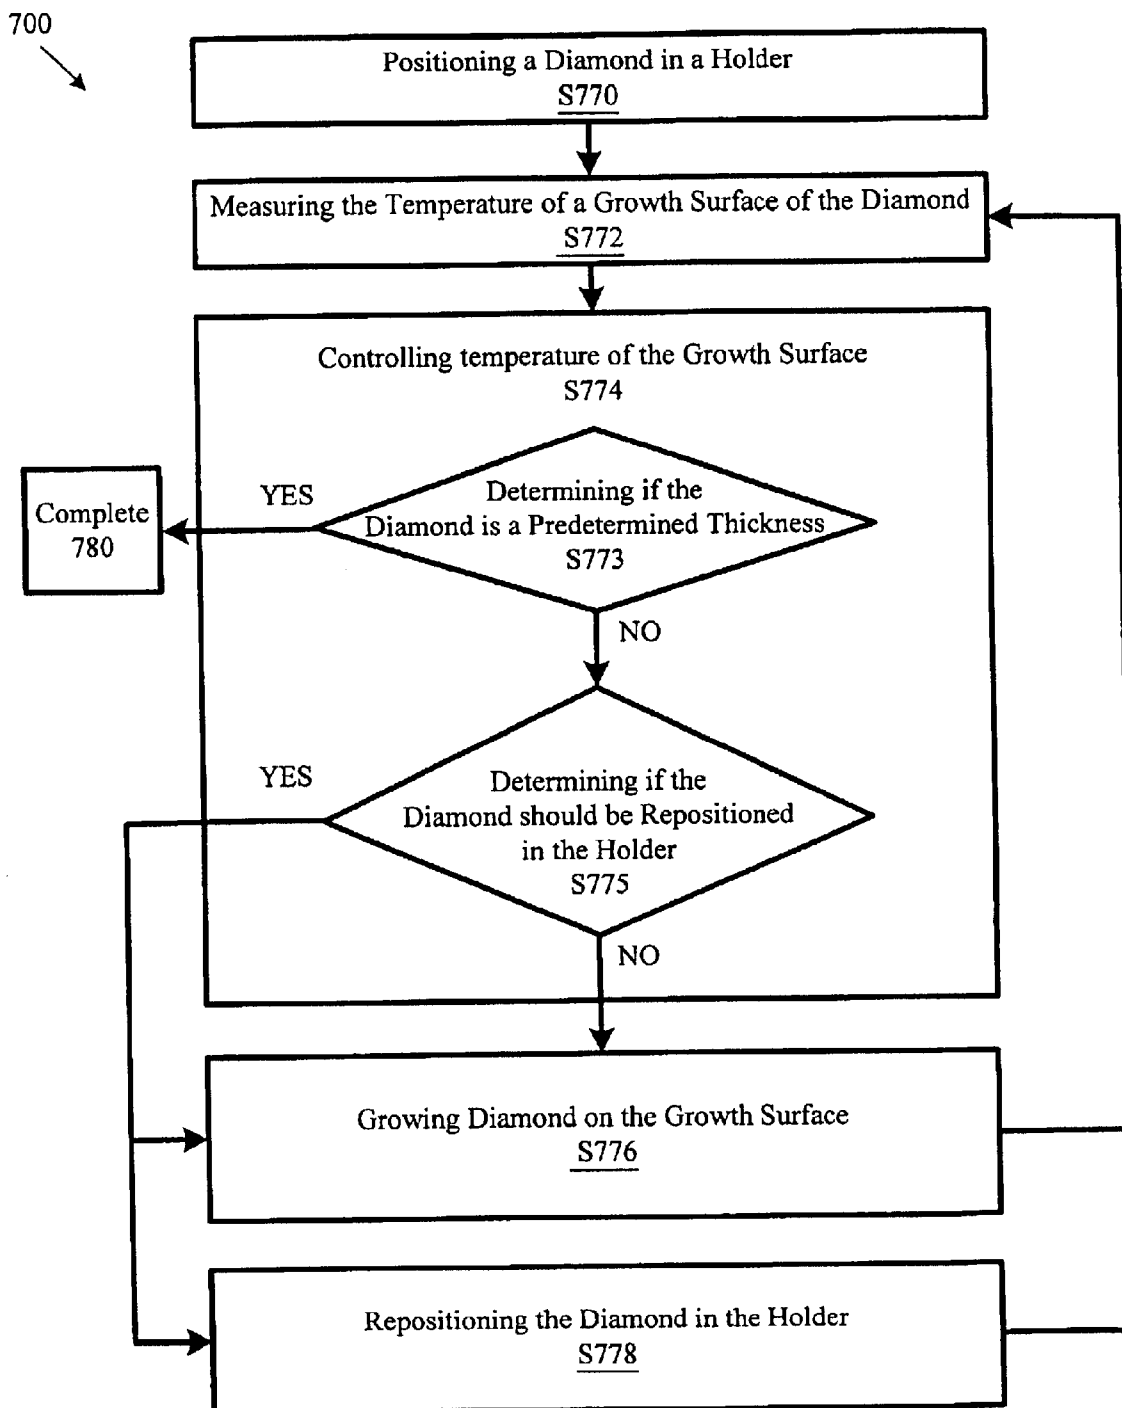 700
Positioning a Diamond in a Holder
S770
Measuring the Temperature of a Growth Surface of the Diamond
S772
Controlling temperature of the Growth Surface
S774
YES
Determining if the
Diamond is a Predetermined Thickness
S773
Complete
780
NO
YES
Determining if the
Diamond should be Repositioned
in the Holder
S775
NO
Growing Diamond on the Growth Surface
S776
Repositioning the Diamond in the Holder
S778